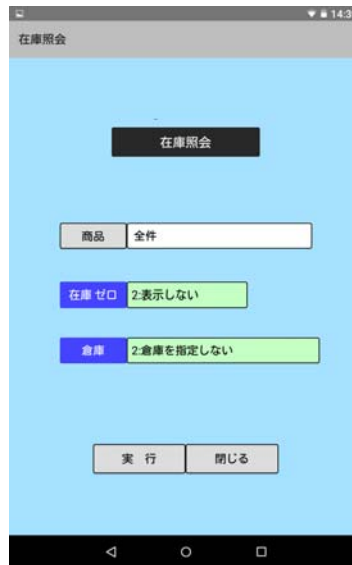 14:3
在庫照会
在庫照会
商品 全件
在庫 ゼロ 2:表示しない
倉庫 2:倉庫を指定しない
実 行 閉じる